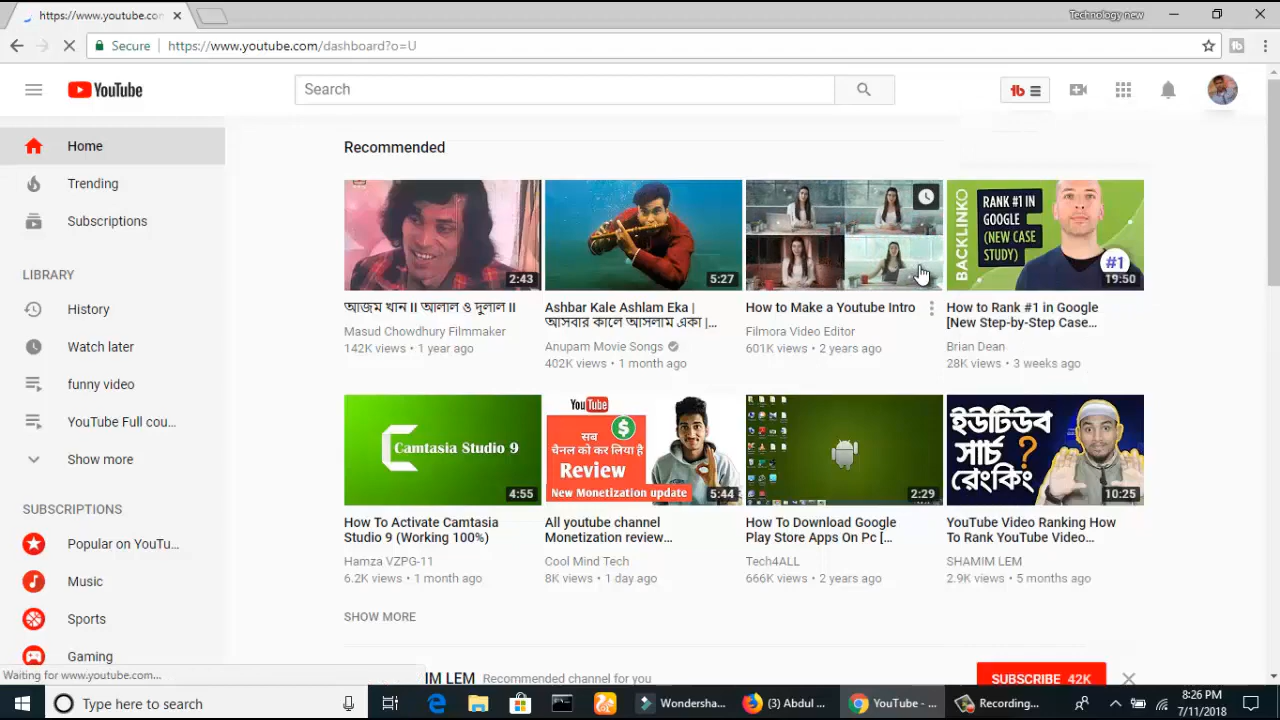 https://www.youtube.com
Technology new
Secure
https://www.youtube.com/dashboard?o=U
YouTube
Search
tb
Home
Trending
Subscriptions
LIBRARY
History
Watch later
funny video
YouTube Full cou...
Show more
SUBSCRIPTIONS
Popular on YouTu...
Music
Sports
Gaming
Recommended
2:43
5:27
BACKLINKO
RANK #1 IN
GOOGLE
(NEW CASE
STUDY)
#1
19:50
আজম খান II আলাল ও দুলাল II
Masud Chowdhury Filmmaker
142K views • 1 year ago
Ashbar Kale Ashlam Eka |
আসবার কালে আসলাম একা |...
Anupam Movie Songs
402K views • 1 month ago
How to Make a Youtube Intro
Filmora Video Editor
601K views • 2 years ago
How to Rank #1 in Google
[New Step-by-Step Case...
Brian Dean
28K views • 3 weeks ago
Camtasia Studio 9
4:55
YouTube
सब
चैनल को कर लिया है
Review
New Monetization update
5:44
2:29
ইউটিউব
সার্চ ?
রেংকিং
10:25
How To Activate Camtasia
Studio 9 (Working 100%)
Hamza VZPG-11
6.2K views • 1 month ago
All youtube channel
Monetization review...
Cool Mind Tech
8K views • 1 day ago
How To Download Google
Play Store Apps On Pc [...
Tech4ALL
666K views • 2 years ago
YouTube Video Ranking How
To Rank YouTube Video...
SHAMIM LEM
2.9K views • 5 months ago
SHOW MORE
Waiting for www.youtube.com...
IM LEM Recommended channel for you
SUBSCRIBE 42K
Type here to search
Wondersha...
(3) Abdul ...
YouTube - ...
Recording...
8:26 PM
7/11/2018